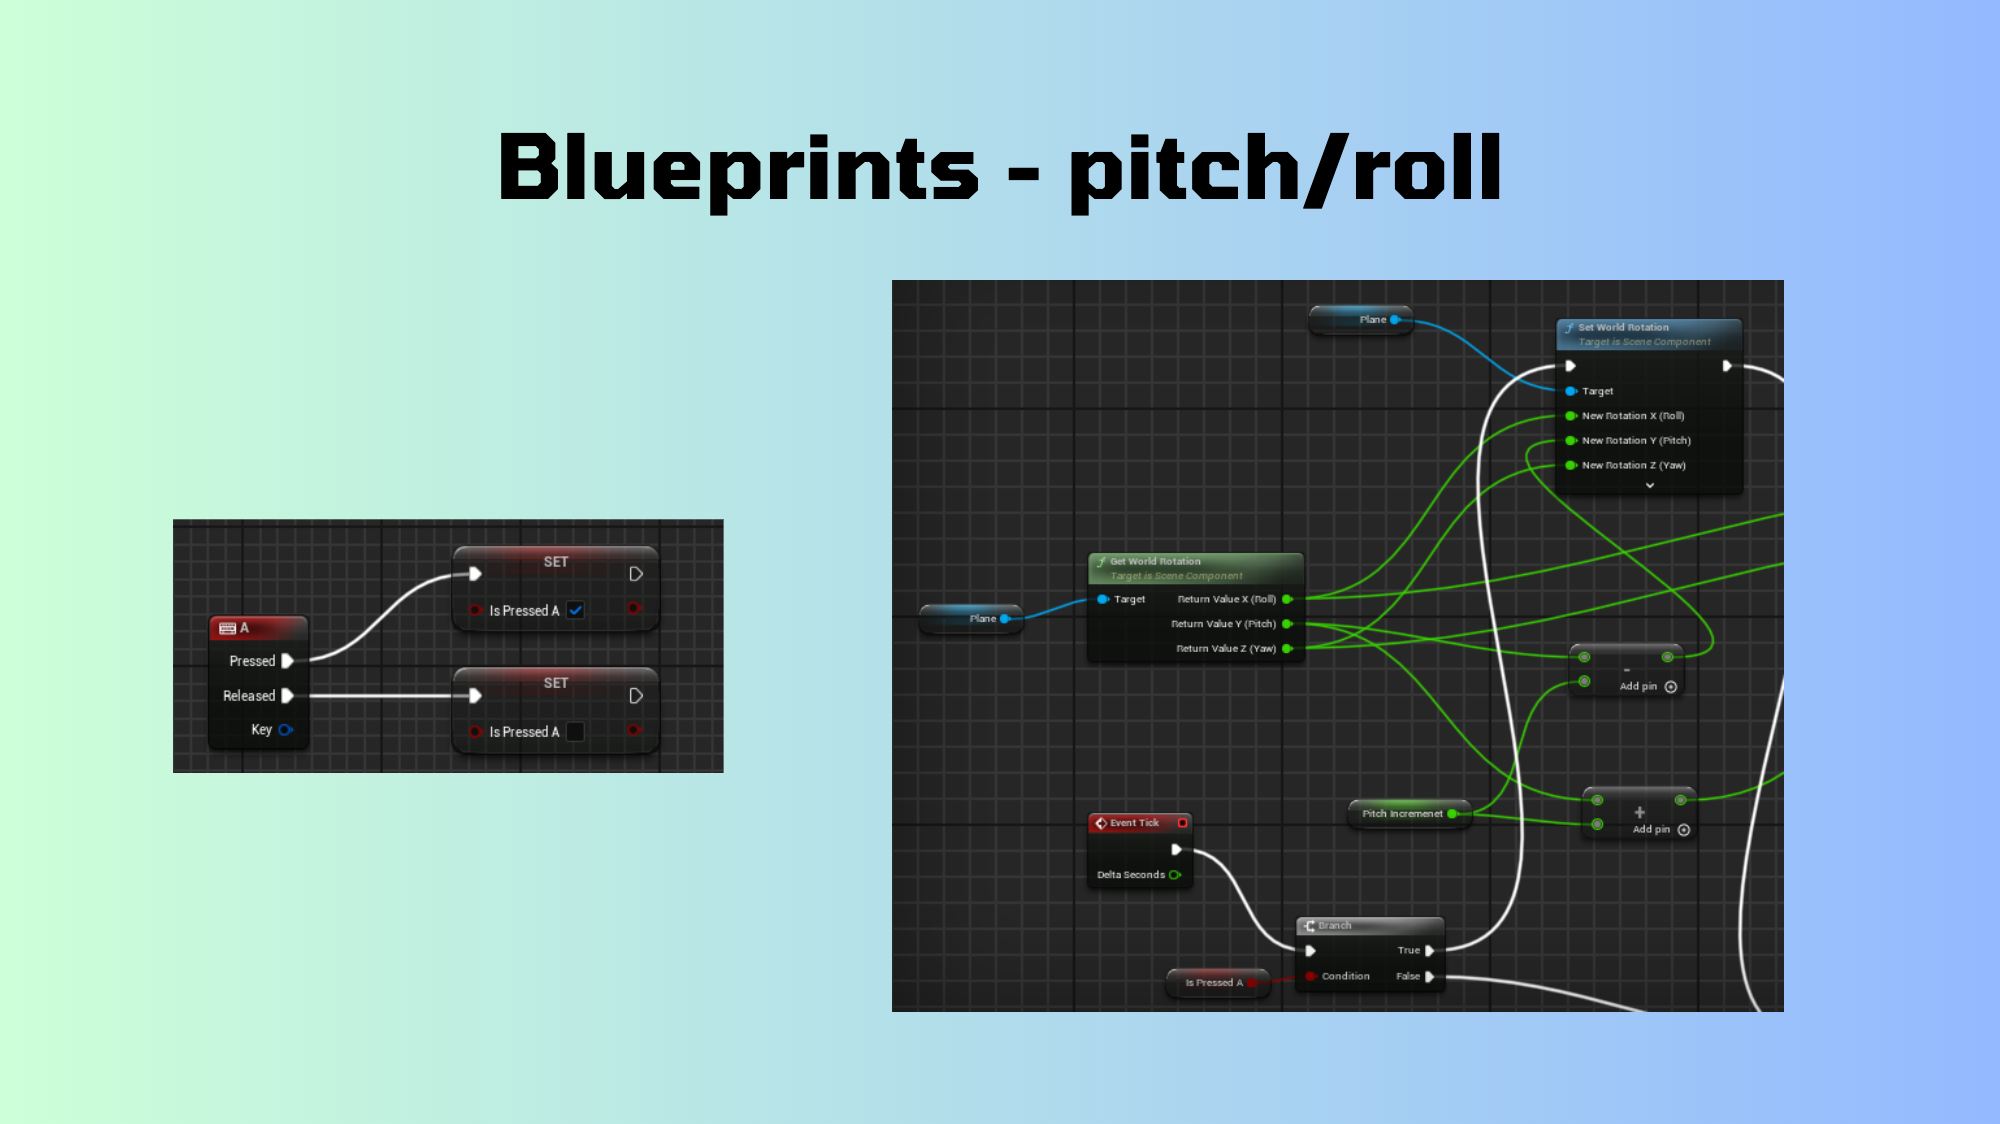 Blueprints - pitch/roll
A
Pressed
Released
Key
SET
Is Pressed A
SET
Is Pressed A
Plane
Set World Rotation
Target is Scene Component
Target
New Rotation X (Roll)
New Rotation Y (Pitch)
New Rotation Z (Yaw)
Plane
Get World Rotation
Target is Scene Component
Target Return Value X (Roll)
Return Value Y (Pitch)
Return Value Z (Yaw)
-
Add pin
Pitch Incremenet
+
Add pin
Event Tick
Delta Seconds
Branch
True
Condition False
Is Pressed A